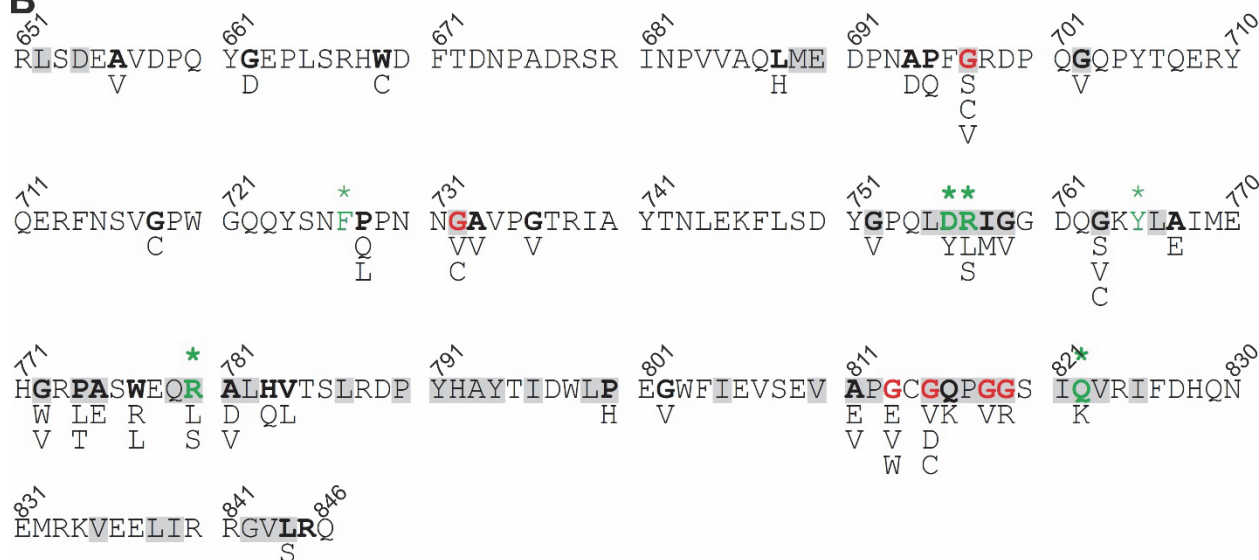 B
651 661 671 681 691 701 710
RLSDEAVDPQ YGEPLSRHWD FTDNPADRSR INPVVAQLME DPNAPFGRDP QGQPYTQERY
V D C H DQ S V
C
V
711 721 731 741 751 761 770
* ** *
QERFNSVGPW GQQYSNFPPN NGAVPGTRIA YTNLEKFLSD YGPQLDRIGG DQGKYLAIME
C Q VV V V YLMV S E
L C S V
C
771 781 791 801 811 821 830
* *
HGRPASWEQR ALHVTSLRDP YHAYTIDWLP EGWFIEVSEV APGCGQPGGS IQVRIFDHQN
W LE R L D QL H V E E VK VR K
V T L S V V V D
W C
831 841 846
EMRKVEELIR RGVLRQ
S